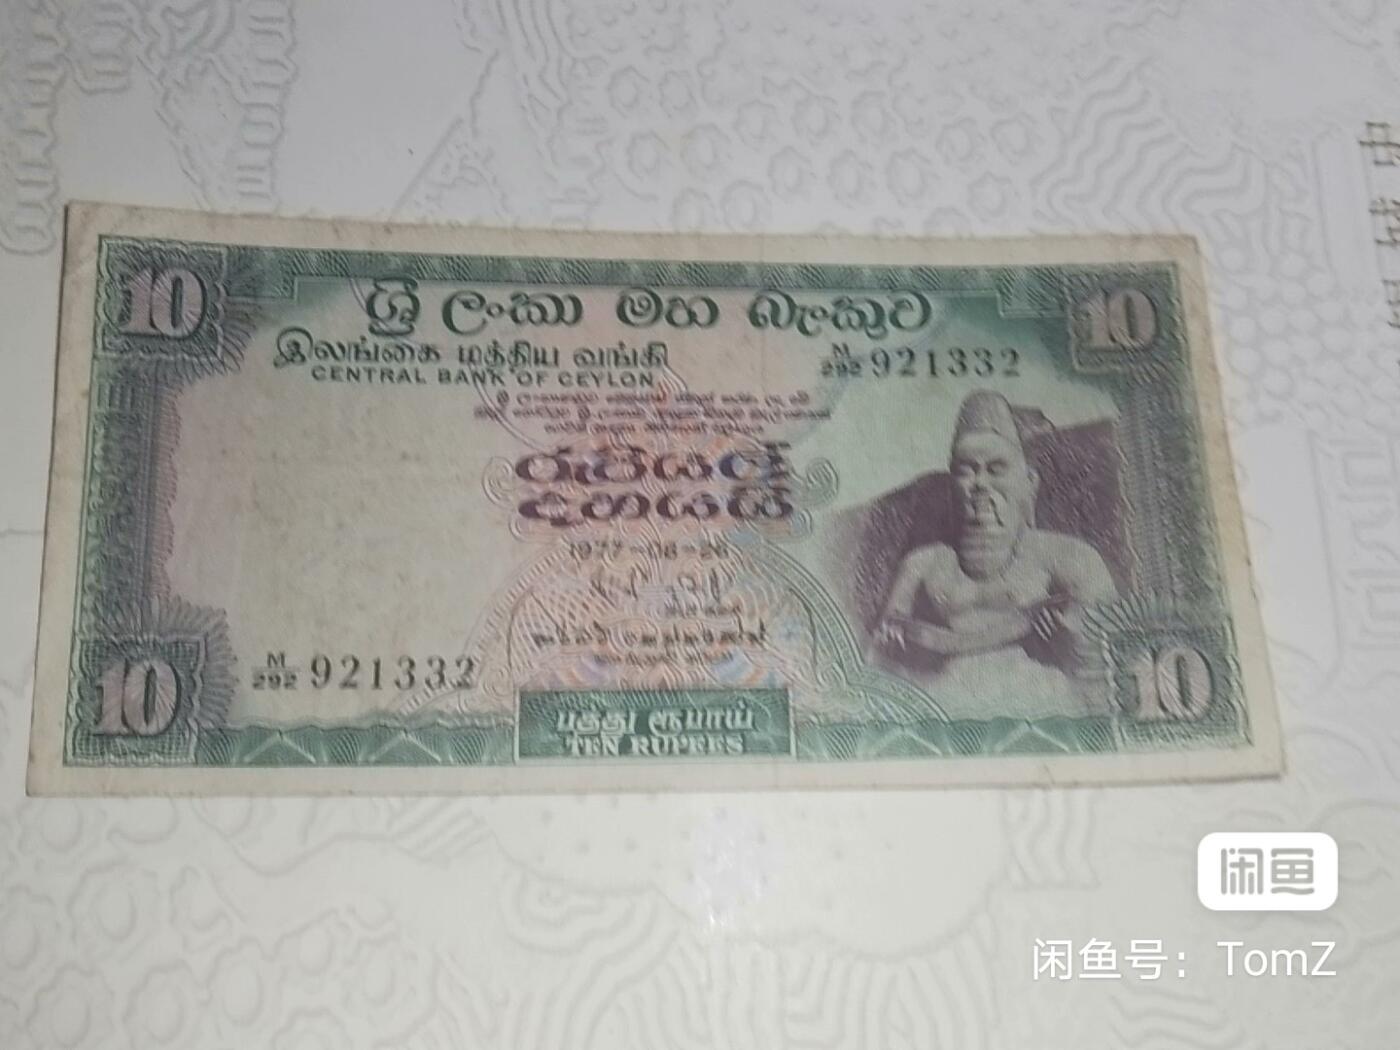 10
10
ශ්‍රී ලංකා මහ බැංකුව
இலங்கை மத்திய வங்கி
CENTRAL BANK OF CEYLON
M/292 921332
රුපියල්
දහයයි
1977-08-26
M/292 921332
10
10
பத்து ரூபாய்
TEN RUPEES
闲鱼
闲鱼号：TomZ